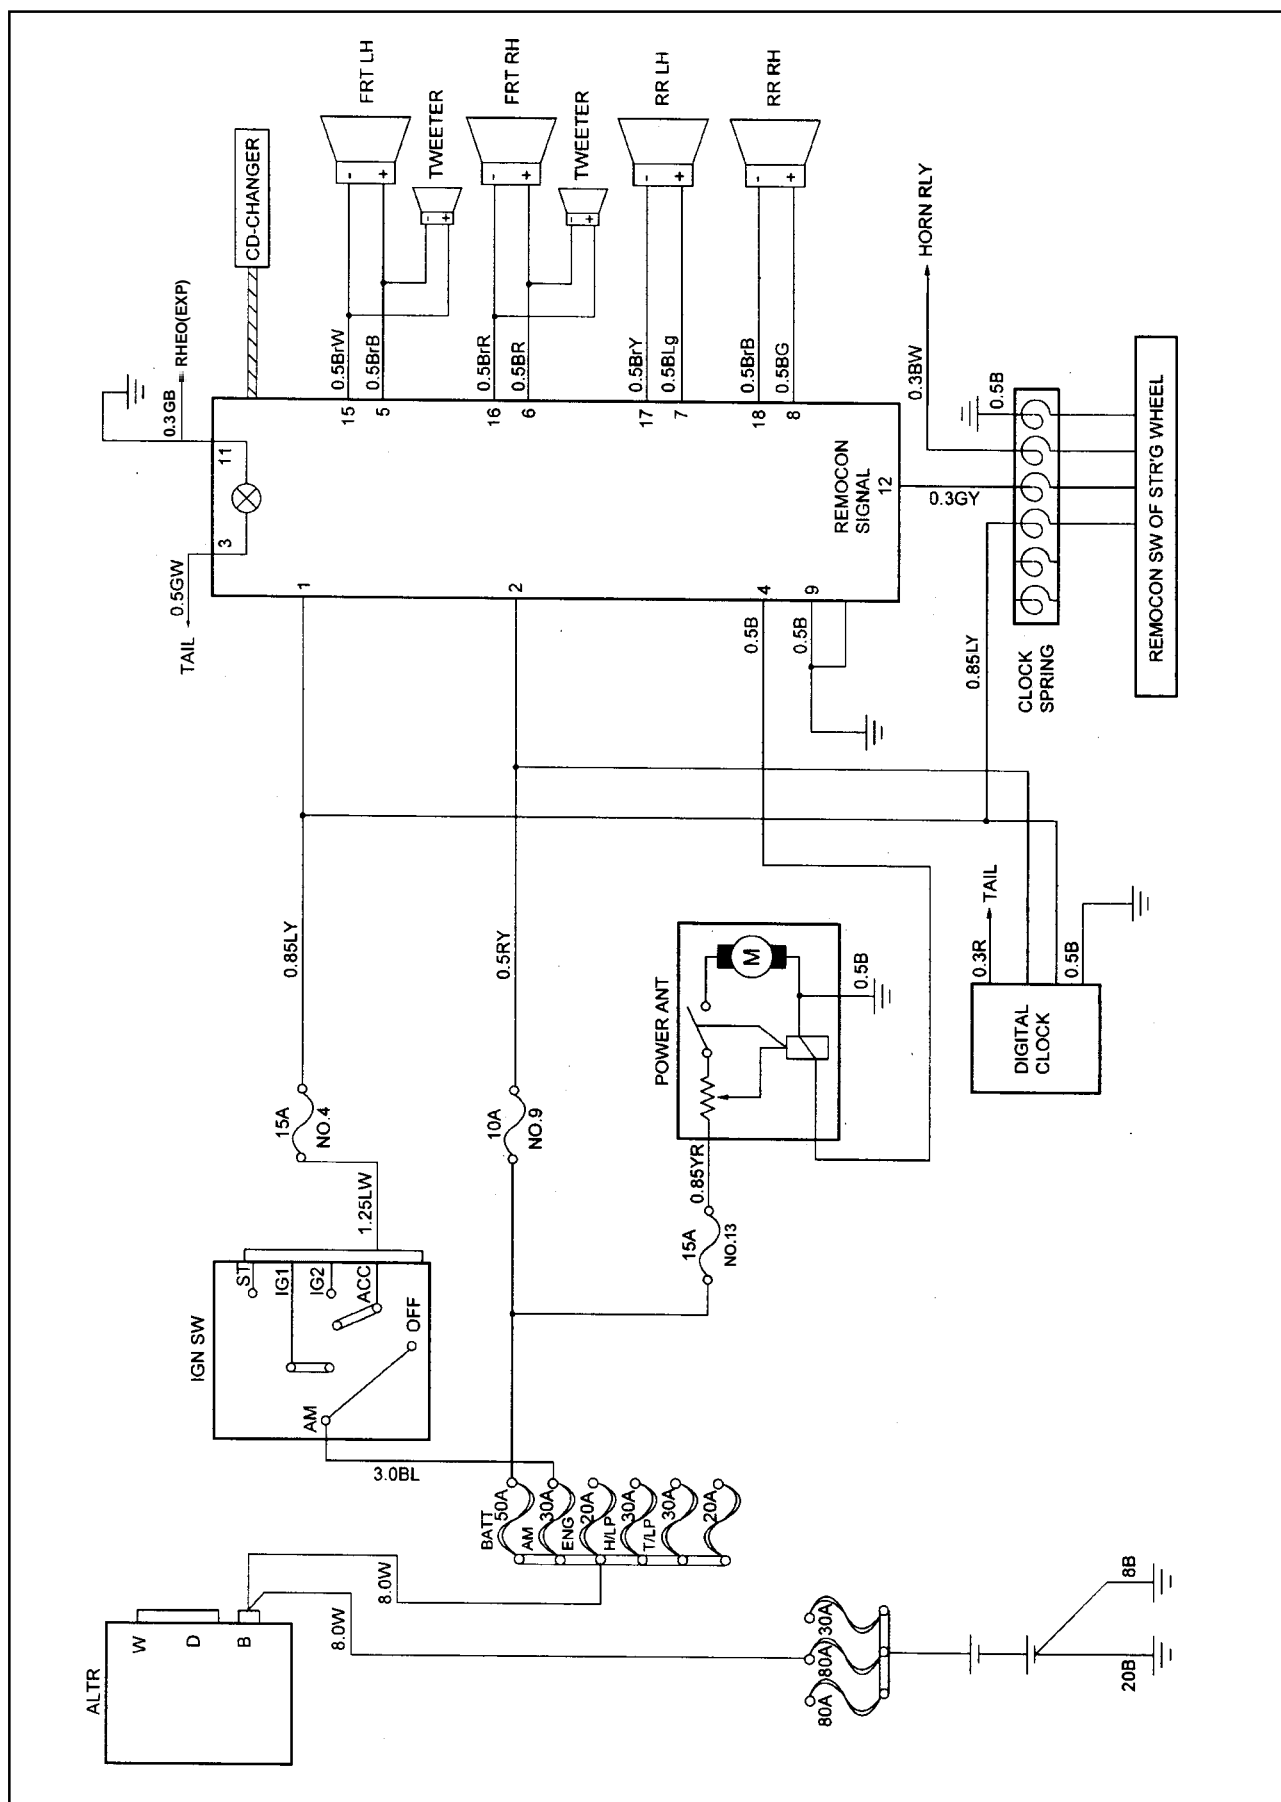 ALTR
W
D
B
8.0W
8.0W
IGN SW
AM
ST
IG1
IG2
ACC
OFF
3.0BL
1.25LW
15A
NO.4
0.85LY
BATT
50A
AM
30A
ENG
20A
H/LP
30A
T/LP
30A
20A
10A
NO.9
0.5RY
15A
NO.13
0.85YR
POWER ANT
M
0.5B
80A
80A
30A
20B
8B
DIGITAL
CLOCK
0.3R
TAIL
0.5B
TAIL
0.5GW
3
11
0.3GB
RHEO(EXP)
CD-CHANGER
1
2
4
0.5B
9
0.5B
REMOCON
SIGNAL
12
0.3GY
15
0.5BrW
5
0.5BrB
-
+
FRT LH
-
+
TWEETER
16
0.5BrR
6
0.5BR
-
+
FRT RH
-
+
TWEETER
17
0.5BrY
7
0.5BLg
-
+
RR LH
18
0.5BrB
8
0.5BG
-
+
RR RH
0.3BW
HORN RLY
0.5B
0.85LY
CLOCK
SPRING
REMOCON SW OF STR'G WHEEL